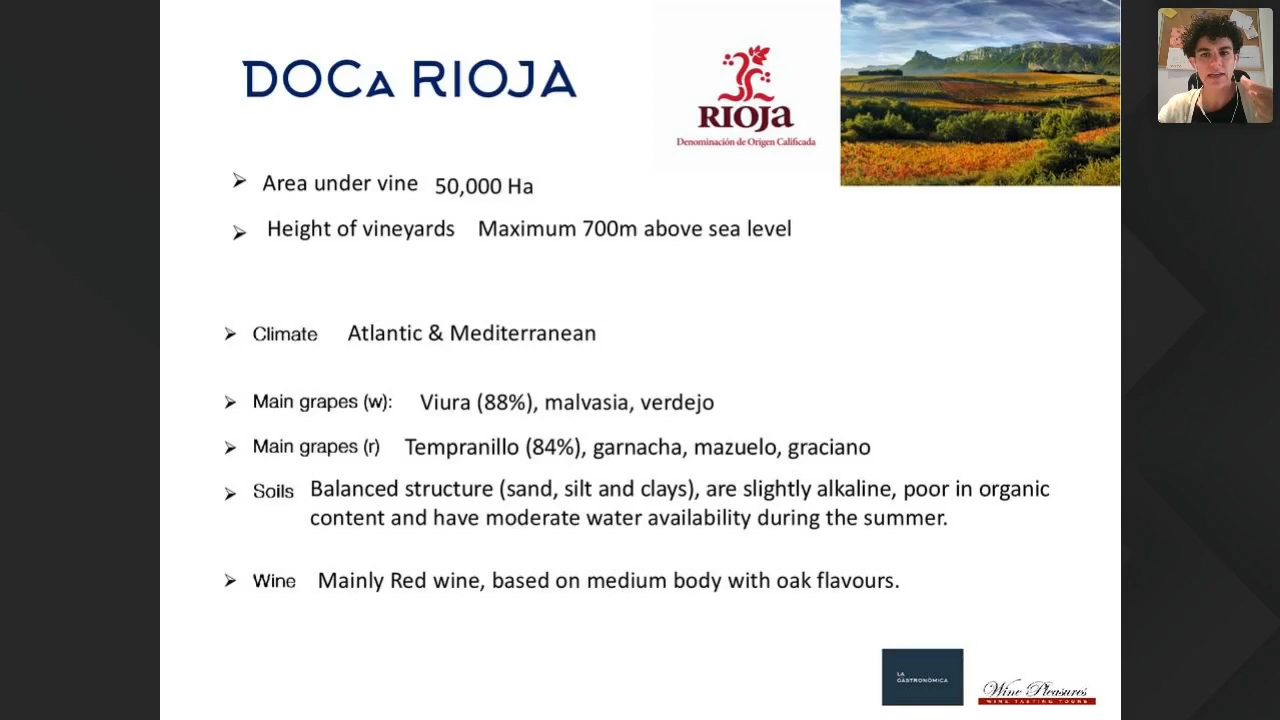 DOCa RIOJA
RIOJa
Denominación de Origen Calificada
Area under vine 50,000 Ha
Height of vineyards Maximum 700m above sea level
Climate Atlantic & Mediterranean
Main grapes (w): Viura (88%), malvasia, verdejo
Main grapes (r) Tempranillo (84%), garnacha, mazuelo, graciano
Soils Balanced structure (sand, silt and clays), are slightly alkaline, poor in organic
content and have moderate water availability during the summer.
Wine Mainly Red wine, based on medium body with oak flavours.
LA
GASTRONÒMICA
Wine Pleasures
WINE TASTING TOURS